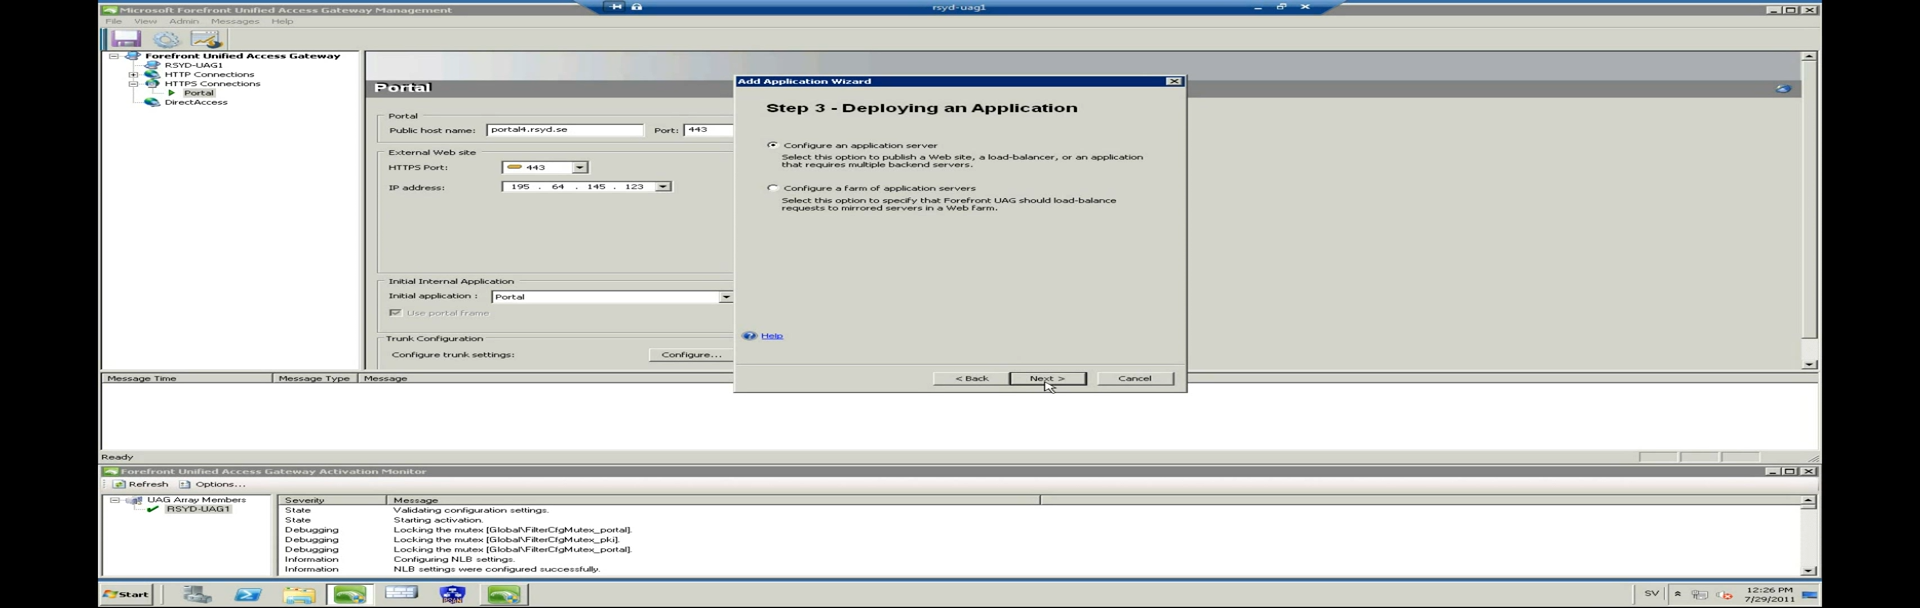 rsyd-uag1
Microsoft Forefront Unified Access Gateway Management
File View Admin Messages Help
Forefront Unified Access Gateway
RSYD-UAG1
HTTP Connections
HTTPS Connections
Portal
DirectAccess
Portal
Portal
Public host name: portal4.rsyd.se Port: 443
External Web site
HTTPS Port: 443
IP address: 195 . 64 . 145 . 123
Initial Internal Application
Initial application : Portal
Use portal frame
Trunk Configuration
Configure trunk settings: Configure...
Add Application Wizard
Step 3 - Deploying an Application
Configure an application server
Select this option to publish a Web site, a load-balancer, or an application
that requires multiple backend servers.
Configure a farm of application servers
Select this option to specify that Forefront UAG should load-balance
requests to mirrored servers in a Web farm.
Help
< Back Next > Cancel
Message Time Message Type Message
Ready
Forefront Unified Access Gateway Activation Monitor
Refresh Options...
UAG Array Members
RSYD-UAG1
Severity Message
State Validating configuration settings.
State Starting activation.
Debugging Locking the mutex [Global\FilterCfgMutex_portal].
Debugging Locking the mutex [Global\FilterCfgMutex_pki].
Debugging Locking the mutex [Global\FilterCfgMutex_portal].
Information Configuring NLB settings.
Information NLB settings were configured successfully.
Start
SV
12:26 PM
7/29/2011